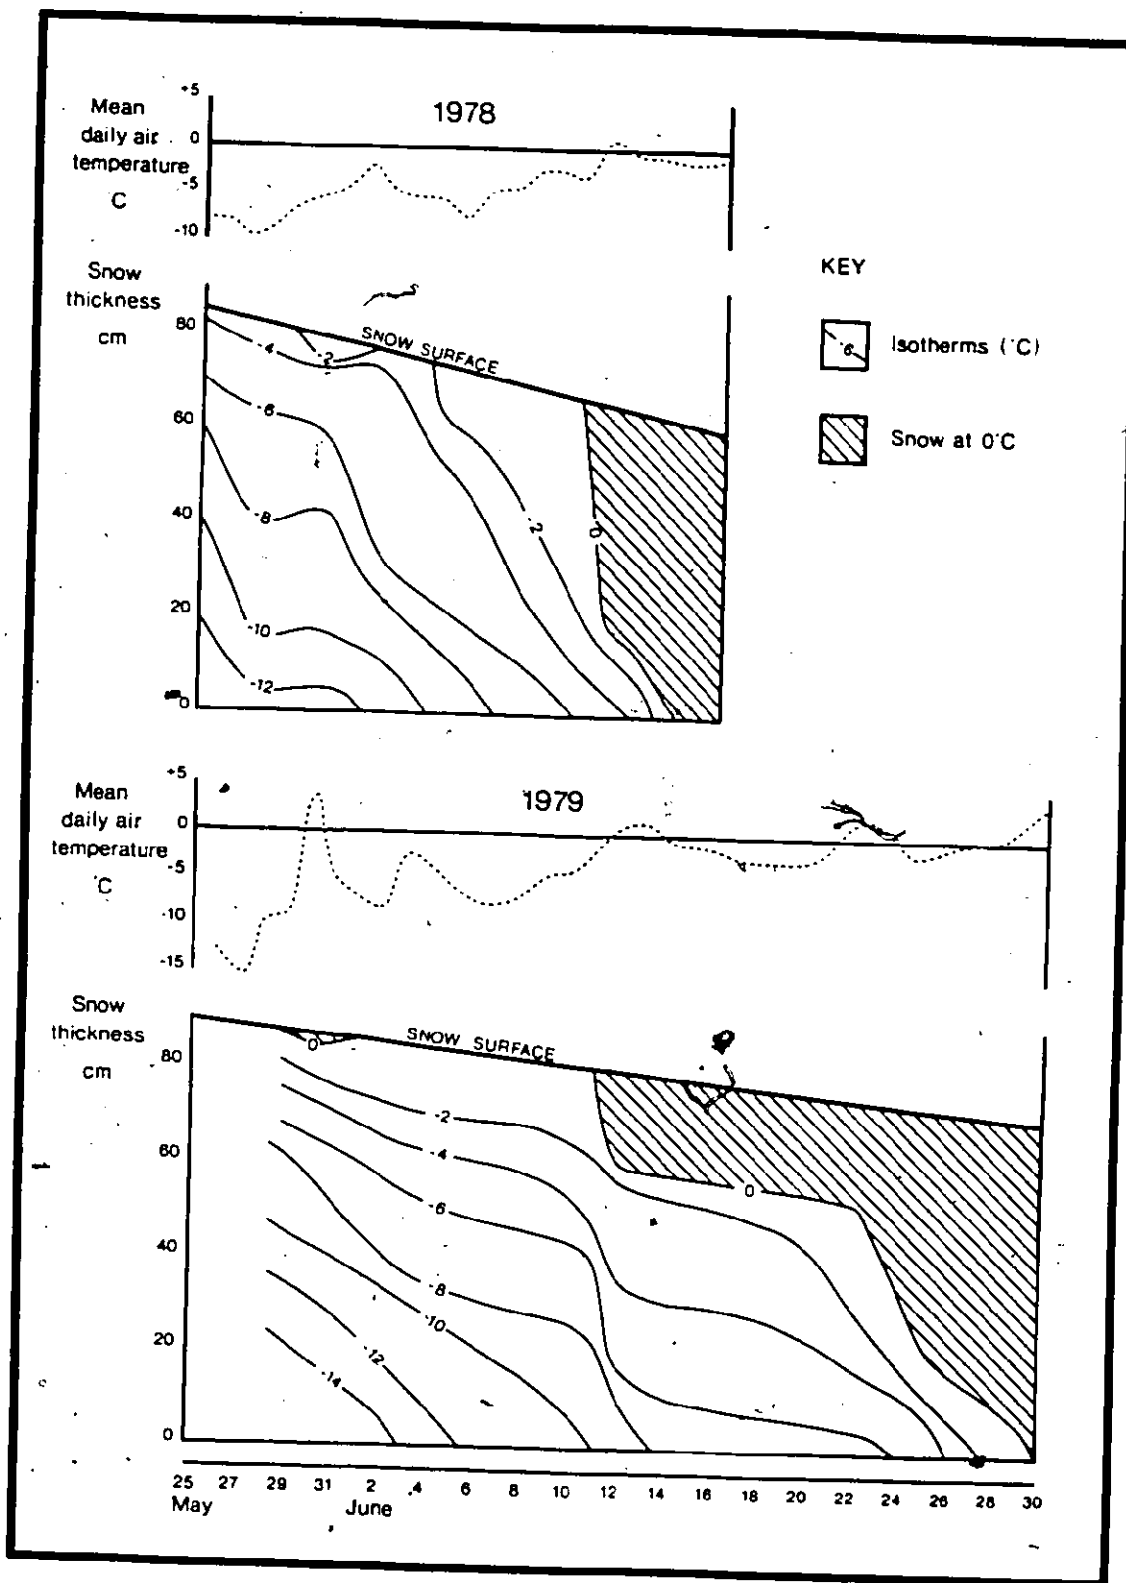 1978
Mean
daily air
temperature
°C
+5
0
-5
-10
Snow
thickness
cm
80
60
40
20
0
SNOW SURFACE
-4
-2
-6
-8
-10
-12
-2
0
KEY
-6
Isotherms (°C)
Snow at 0°C
1979
Mean
daily air
temperature
°C
+5
0
-5
-10
-15
Snow
thickness
cm
80
60
40
20
0
SNOW SURFACE
0
-2
-4
-6
-8
-10
-12
-14
0
25 27 29 31 2 4 6 8 10 12 14 16 18 20 22 24 26 28 30
May June